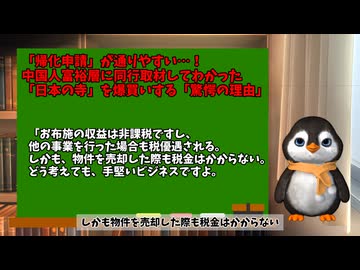 「帰化申請」が通りやすい…！
中国人富裕層に同行取材してわかった
「日本の寺」を爆買いする「驚愕の理由」
「お布施の収益は非課税ですし、
他の事業を行った場合も税優遇される。
しかも、物件を売却した際も税金はかからない。
どう考えても、手堅いビジネスですよ。
しかも物件を売却した際も税金はかからない